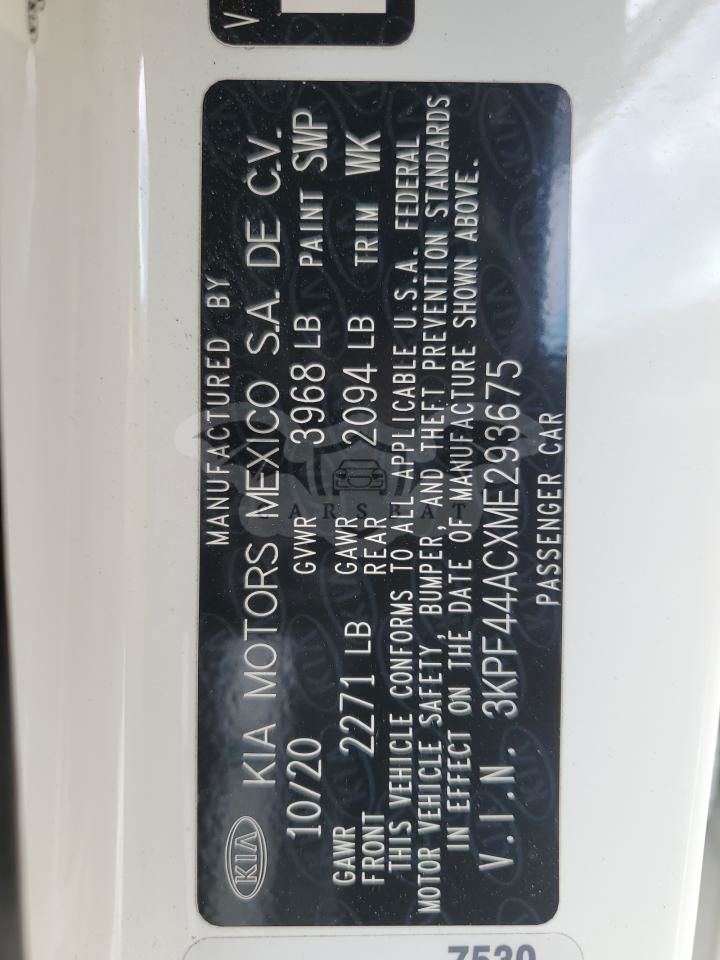 V
MANUFACTURED BY
KIA KIA MOTORS MEXICO S.A. DE C.V.
10/20 GVWR 3968 LB PAINT SWP
GAWR FRONT 2271 LB GAWR REAR 2094 LB TRIM WK
THIS VEHICLE CONFORMS TO ALL APPLICABLE U.S.A. FEDERAL
MOTOR VEHICLE SAFETY, BUMPER, AND THEFT PREVENTION STANDARDS
IN EFFECT ON THE DATE OF MANUFACTURE SHOWN ABOVE.
V.I.N. 3KPF44ACXME293675
PASSENGER CAR
CARSBAT
7530